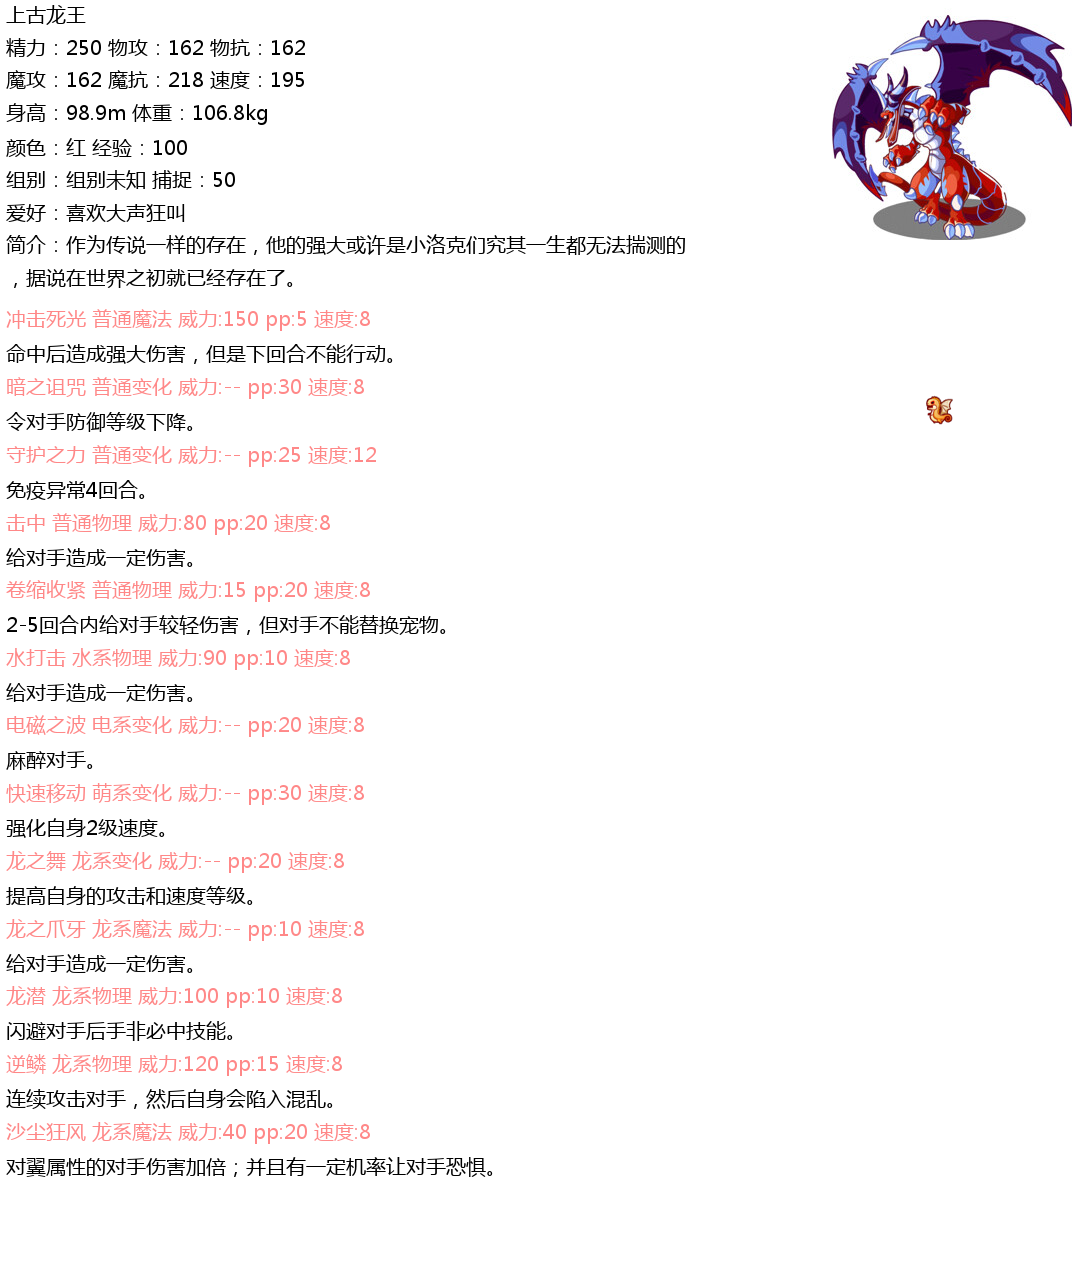 上古龙王
精力：250 物攻：162 物抗：162
魔攻：162 魔抗：218 速度：195
身高：98.9m 体重：106.8kg
颜色：红 经验：100
组别：组别未知 捕捉：50
爱好：喜欢大声狂叫
简介：作为传说一样的存在，他的强大或许是小洛克们究其一生都无法揣测的
，据说在世界之初就已经存在了。
冲击死光 普通魔法 威力:150 pp:5 速度:8
命中后造成强大伤害，但是下回合不能行动。
暗之诅咒 普通变化 威力:-- pp:30 速度:8
令对手防御等级下降。
守护之力 普通变化 威力:-- pp:25 速度:12
免疫异常4回合。
击中 普通物理 威力:80 pp:20 速度:8
给对手造成一定伤害。
卷缩收紧 普通物理 威力:15 pp:20 速度:8
2-5回合内给对手较轻伤害，但对手不能替换宠物。
水打击 水系物理 威力:90 pp:10 速度:8
给对手造成一定伤害。
电磁之波 电系变化 威力:-- pp:20 速度:8
麻醉对手。
快速移动 萌系变化 威力:-- pp:30 速度:8
强化自身2级速度。
龙之舞 龙系变化 威力:-- pp:20 速度:8
提高自身的攻击和速度等级。
龙之爪牙 龙系魔法 威力:-- pp:10 速度:8
给对手造成一定伤害。
龙潜 龙系物理 威力:100 pp:10 速度:8
闪避对手后手非必中技能。
逆鳞 龙系物理 威力:120 pp:15 速度:8
连续攻击对手，然后自身会陷入混乱。
沙尘狂风 龙系魔法 威力:40 pp:20 速度:8
对翼属性的对手伤害加倍；并且有一定机率让对手恐惧。